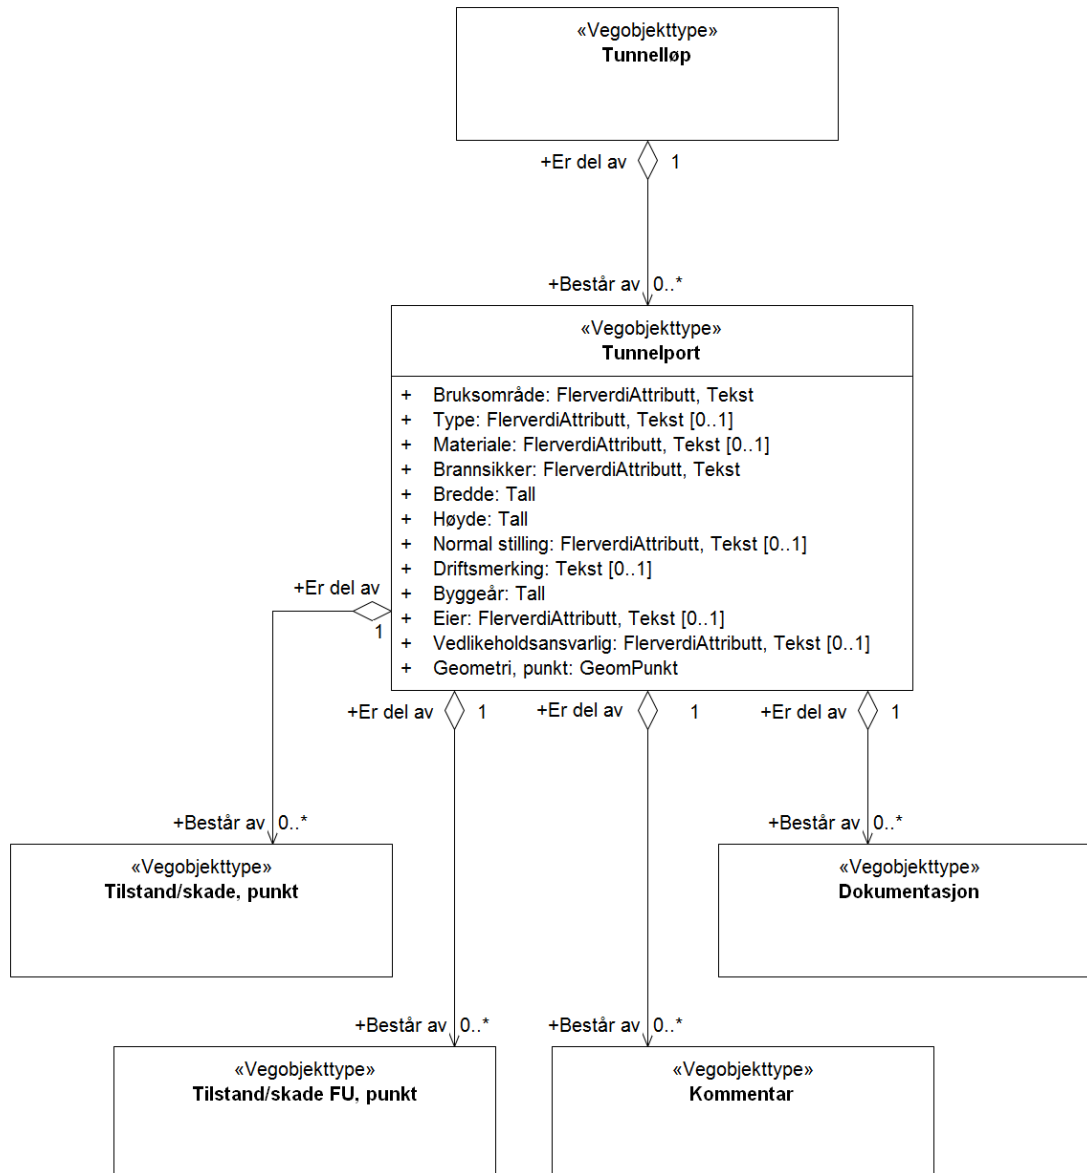 «Vegobjekttype»
Tunnelløp
+Er del av 1
+Består av 0..*
«Vegobjekttype»
Tunnelport
+ Bruksområde: FlerverdiAttributt, Tekst
+ Type: FlerverdiAttributt, Tekst [0..1]
+ Materiale: FlerverdiAttributt, Tekst [0..1]
+ Brannsikker: FlerverdiAttributt, Tekst
+ Bredde: Tall
+ Høyde: Tall
+ Normal stilling: FlerverdiAttributt, Tekst [0..1]
+ Driftsmerking: Tekst [0..1]
+ Byggeår: Tall
+ Eier: FlerverdiAttributt, Tekst [0..1]
+ Vedlikeholdsansvarlig: FlerverdiAttributt, Tekst [0..1]
+ Geometri, punkt: GeomPunkt
+Er del av
1
+Er del av 1
+Er del av 1
+Er del av 1
+Består av 0..*
+Består av 0..*
«Vegobjekttype»
Tilstand/skade, punkt
«Vegobjekttype»
Dokumentasjon
+Består av 0..*
+Består av 0..*
«Vegobjekttype»
Tilstand/skade FU, punkt
«Vegobjekttype»
Kommentar